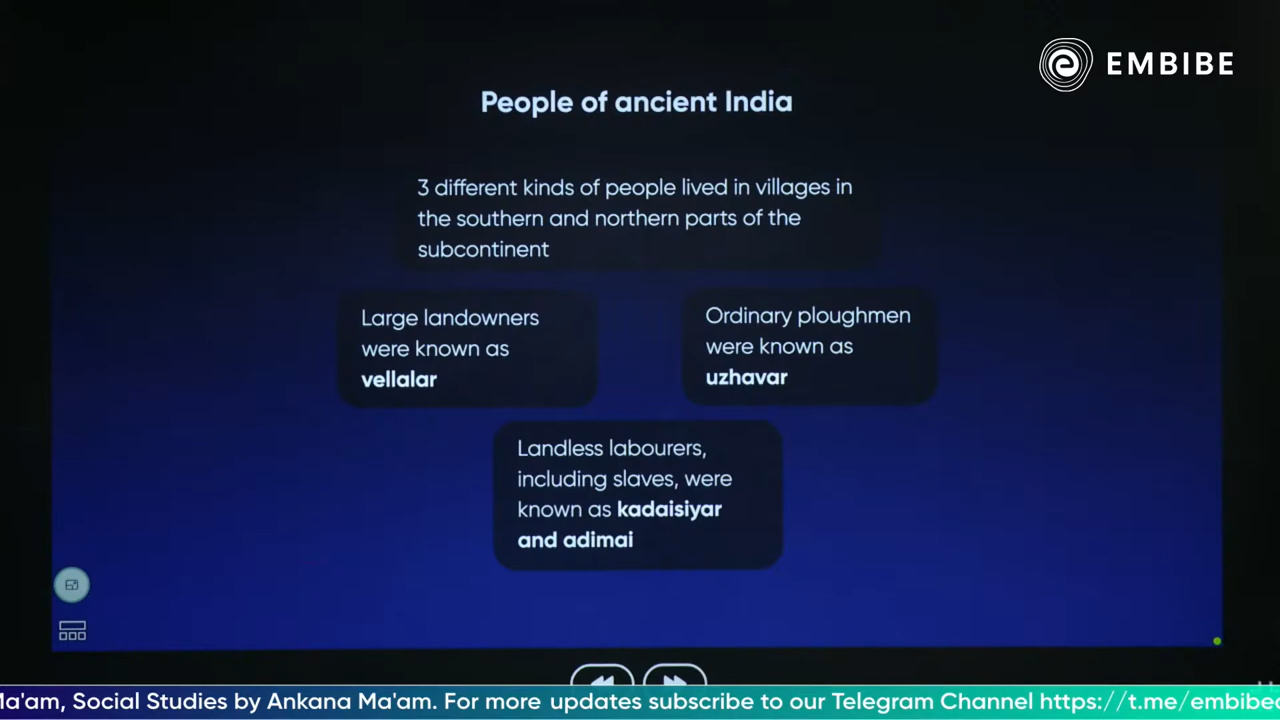 EMBIBE
People of ancient India
3 different kinds of people lived in villages in
the southern and northern parts of the
subcontinent
Large landowners
were known as
vellalar
Ordinary ploughmen
were known as
uzhavar
Landless labourers,
including slaves, were
known as kadaisiyar
and adimai
Ma'am, Social Studies by Ankana Ma'am. For more updates subscribe to our Telegram Channel https://t.me/embibe